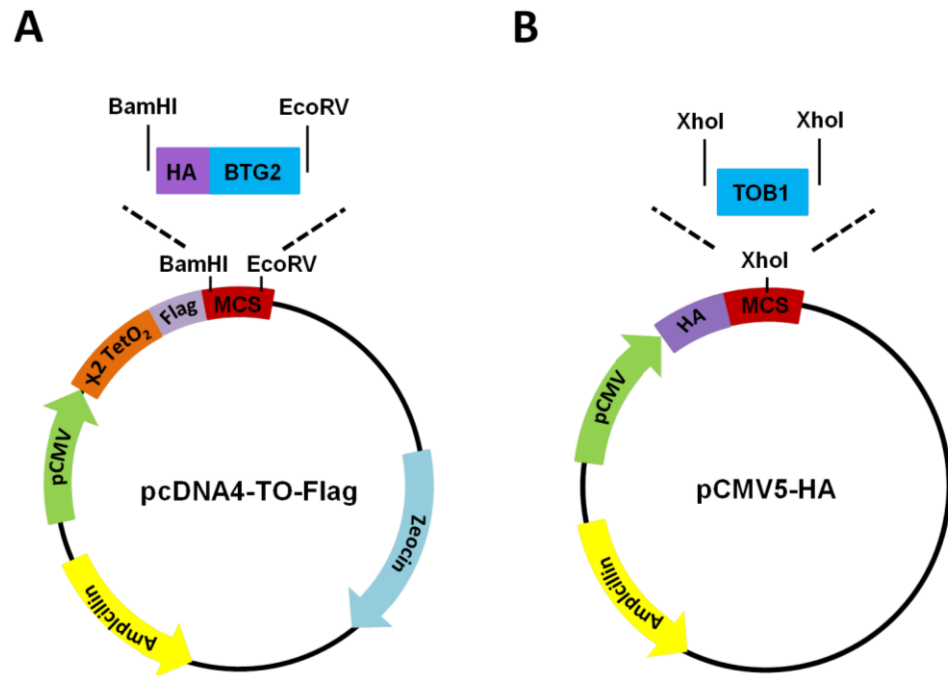 A
BamHI
EcoRV
HA
BTG2
BamHI
EcoRV
X2 TetO₂
Flag
MCS
pCMV
pcDNA4-TO-Flag
Zeocin
Ampicillin
B
XhoI
XhoI
TOB1
XhoI
HA
MCS
pCMV
pCMV5-HA
Ampicillin